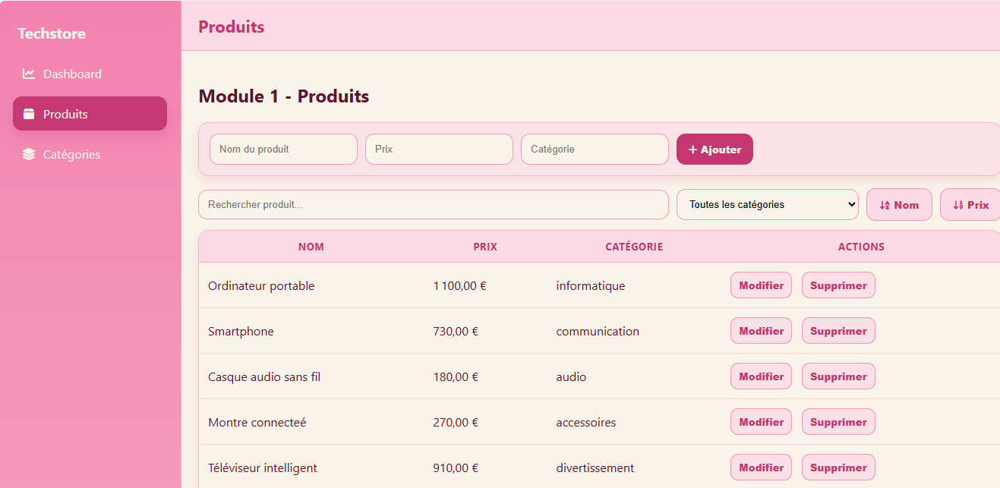 Techstore
Dashboard
Produits
Catégories
Produits
Module 1 - Produits
Nom du produit Prix Catégorie + Ajouter
Rechercher produit... Toutes les catégories Nom Prix
NOM PRIX CATÉGORIE ACTIONS
Ordinateur portable 1 100,00 € informatique Modifier Supprimer
Smartphone 730,00 € communication Modifier Supprimer
Casque audio sans fil 180,00 € audio Modifier Supprimer
Montre connecteé 270,00 € accessoires Modifier Supprimer
Téléviseur intelligent 910,00 € divertissement Modifier Supprimer